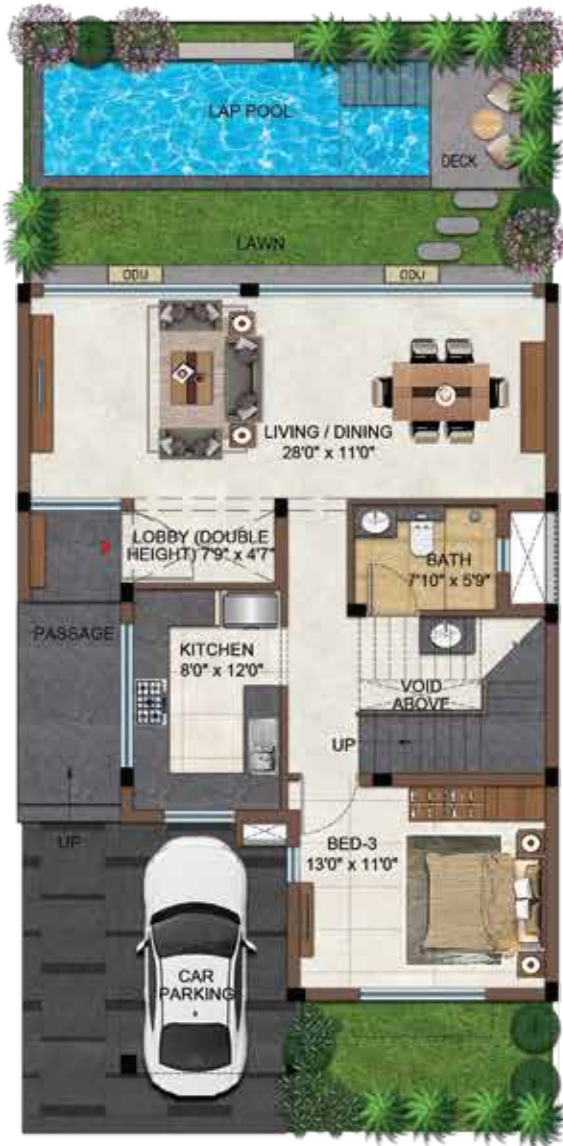 LAP POOL
DECK
LAWN
ODU
ODU
LIVING / DINING
28'0" x 11'0"
LOBBY (DOUBLE
HEIGHT) 7'9" x 4'7"
BATH
7'10" x 5'9"
PASSAGE
KITCHEN
8'0" x 12'0"
VOID
ABOVE
UP
UP
BED-3
13'0" x 11'0"
CAR
PARKING